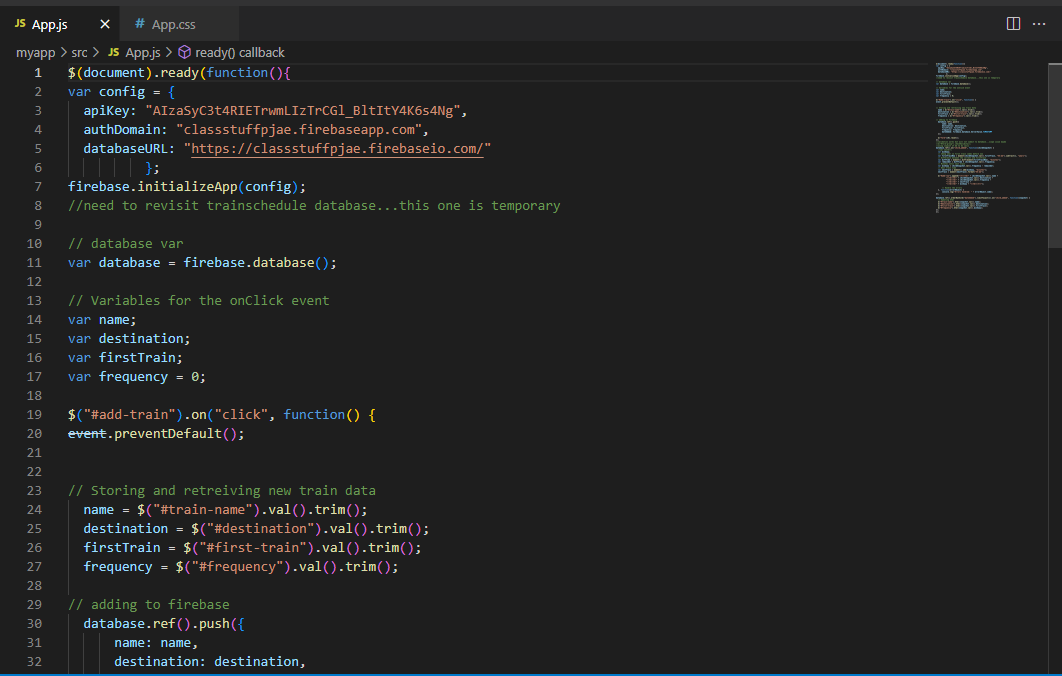 JS App.js × # App.css
myapp > src > JS App.js > ready() callback
1 $(document).ready(function(){
2 var config = {
3 apiKey: "AIzaSyC3t4RIETrwmLIzTrCGl_BltItY4K6s4Ng",
4 authDomain: "classstuffpjae.firebaseapp.com",
5 databaseURL: "https://classstuffpjae.firebaseio.com/"
6 };
7 firebase.initializeApp(config);
8 //need to revisit trainschedule database...this one is temporary
9
10 // database var
11 var database = firebase.database();
12
13 // Variables for the onClick event
14 var name;
15 var destination;
16 var firstTrain;
17 var frequency = 0;
18
19 $("#add-train").on("click", function() {
20 event.preventDefault();
21
22
23 // Storing and retreiving new train data
24 name = $("#train-name").val().trim();
25 destination = $("#destination").val().trim();
26 firstTrain = $("#first-train").val().trim();
27 frequency = $("#frequency").val().trim();
28
29 // adding to firebase
30 database.ref().push({
31 name: name,
32 destination: destination,